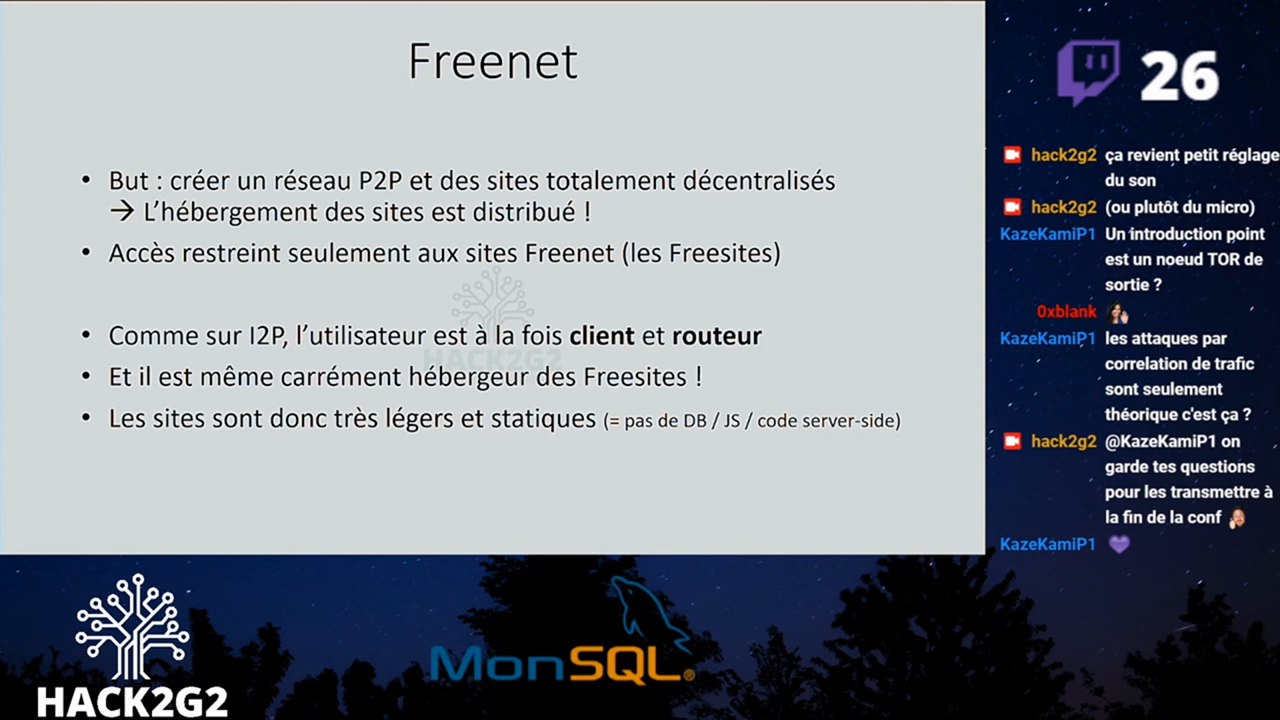 Freenet
• But : créer un réseau P2P et des sites totalement décentralisés
→ L'hébergement des sites est distribué !
• Accès restreint seulement aux sites Freenet (les Freesites)
• Comme sur I2P, l'utilisateur est à la fois client et routeur
• Et il est même carrément hébergeur des Freesites !
• Les sites sont donc très légers et statiques (= pas de DB / JS / code server-side)
HACK2G2
26
hack2g2 ça revient petit réglage
du son
hack2g2 (ou plutôt du micro)
KazeKamiP1 Un introduction point
est un noeud TOR de
sortie ?
0xblank
KazeKamiP1 les attaques par
correlation de trafic
sont seulement
théorique c'est ça ?
hack2g2 @KazeKamiP1 on
garde tes questions
pour les transmettre à
la fin de la conf
KazeKamiP1
HACK2G2
MonSQL®